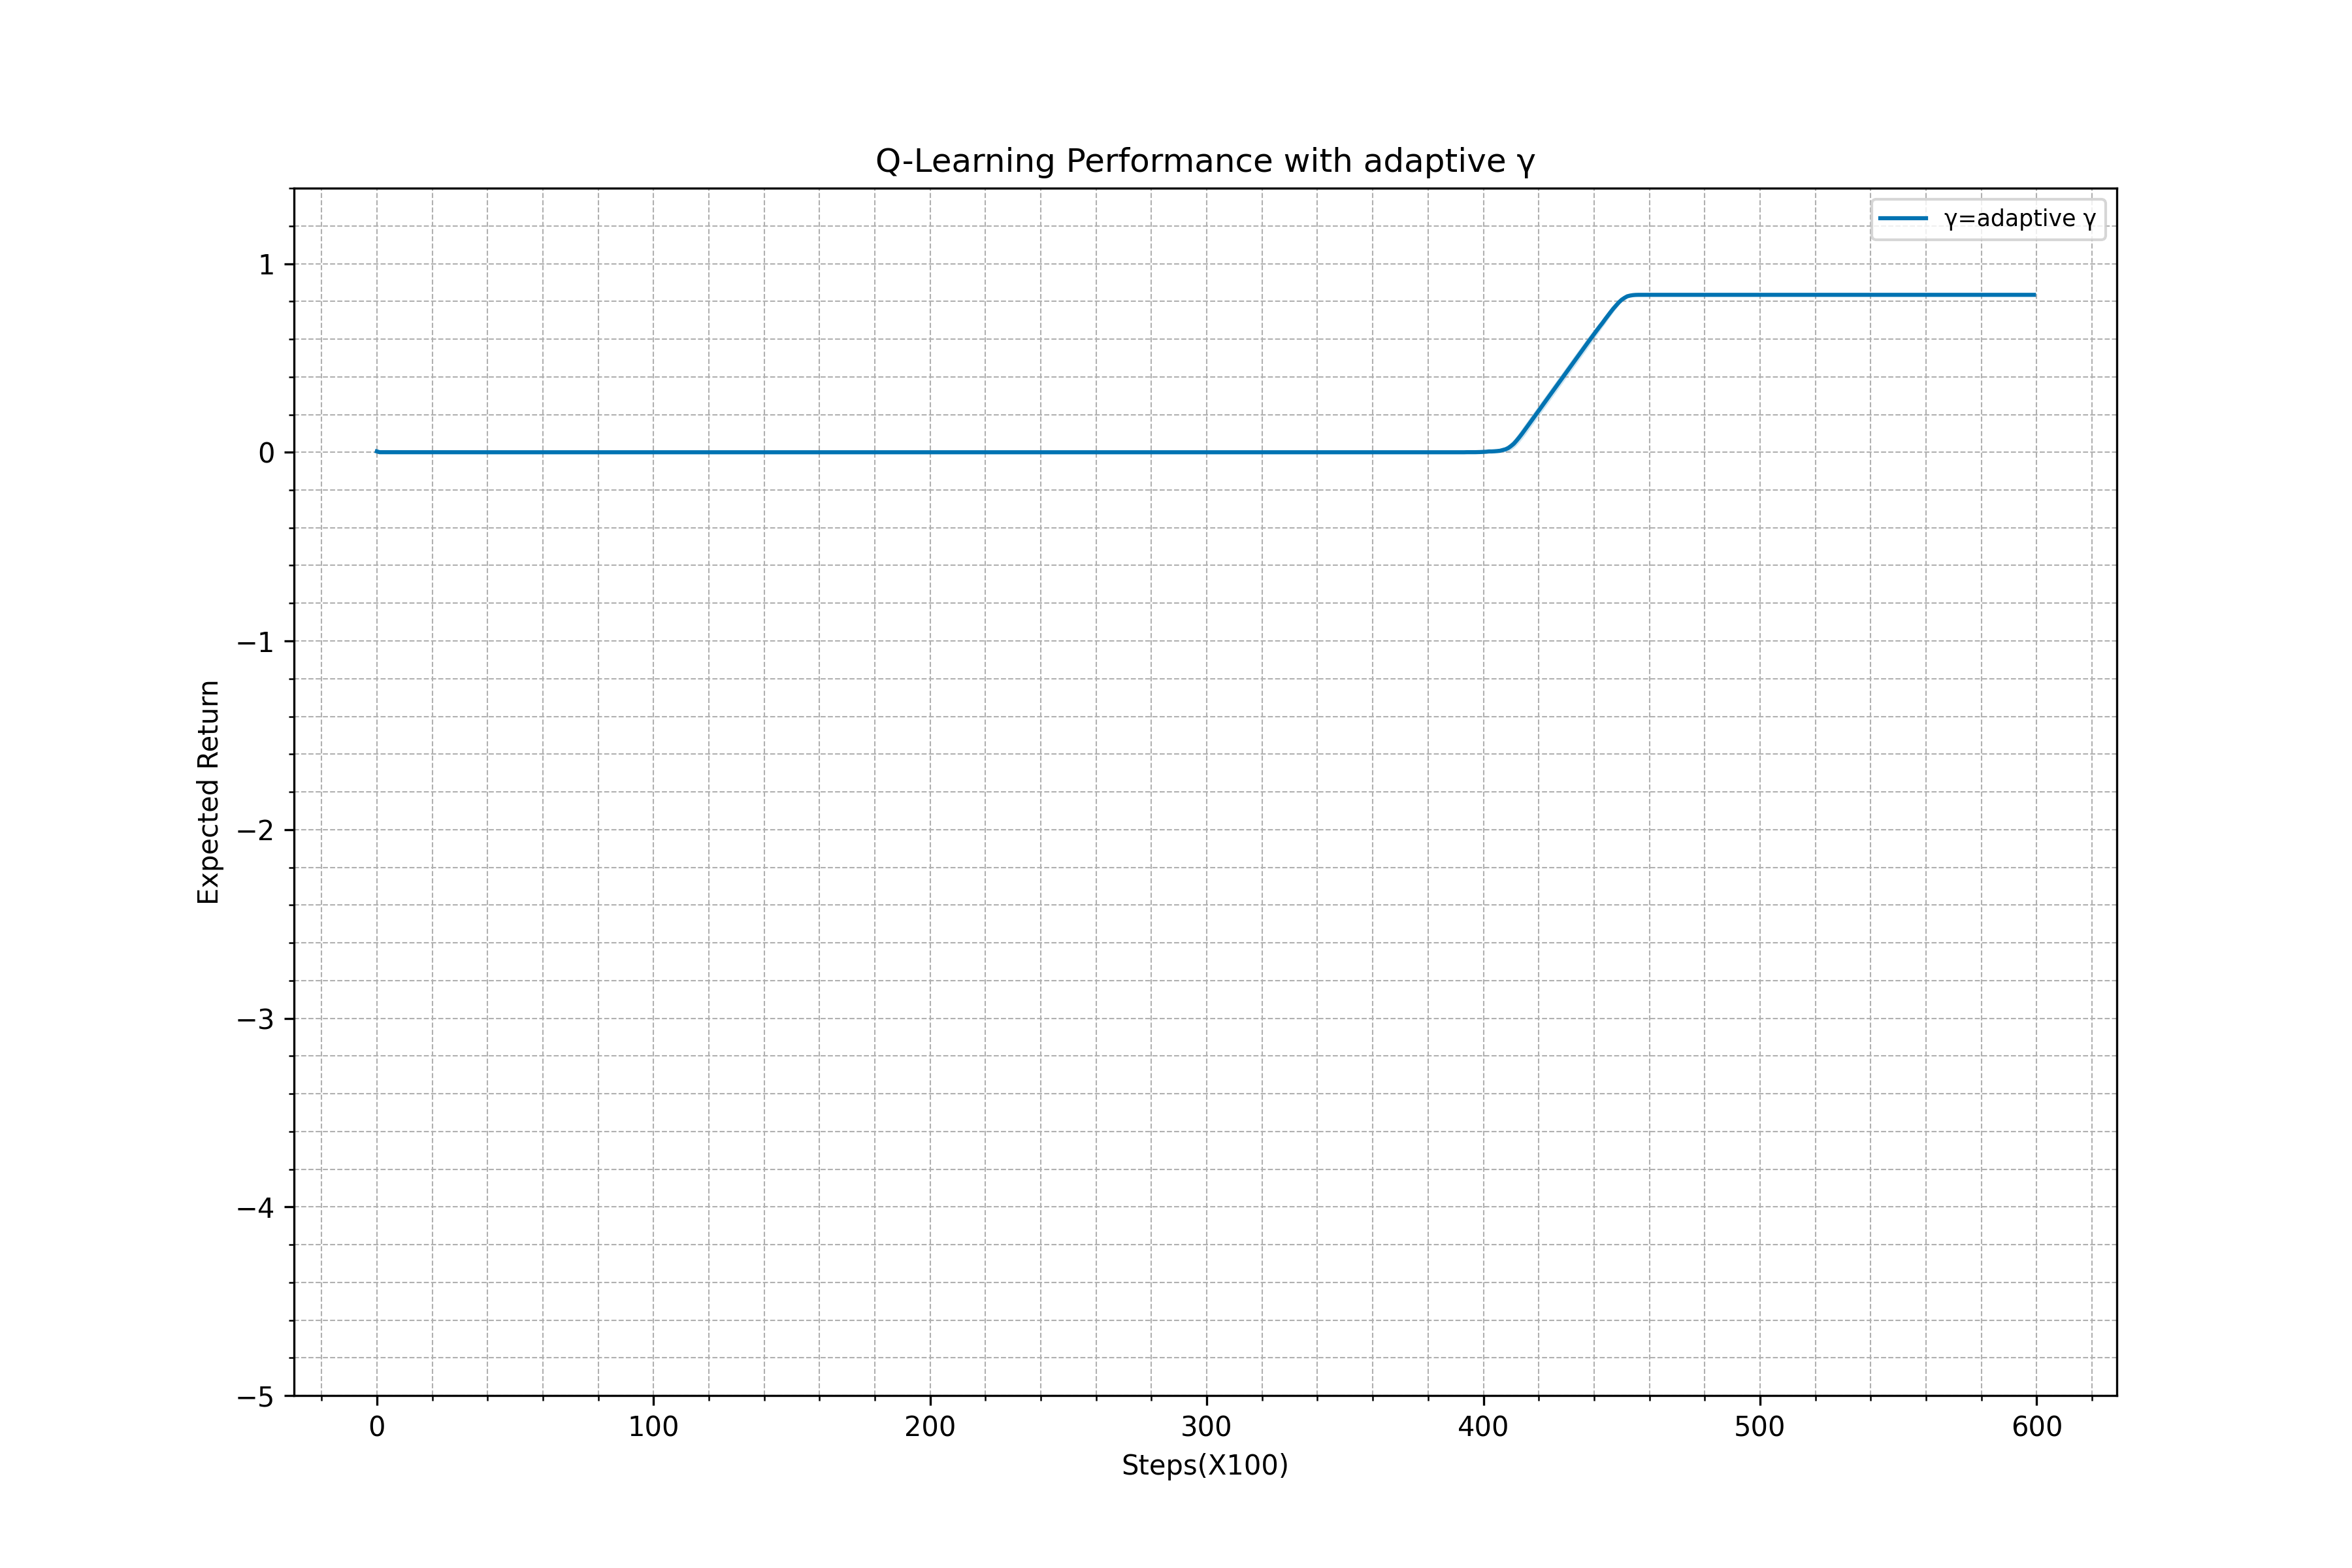 Q-Learning Performance with adaptive γ
γ=adaptive γ
1
0
−1
−2
−3
−4
−5
Expected Return
0 100 200 300 400 500 600
Steps(X100)